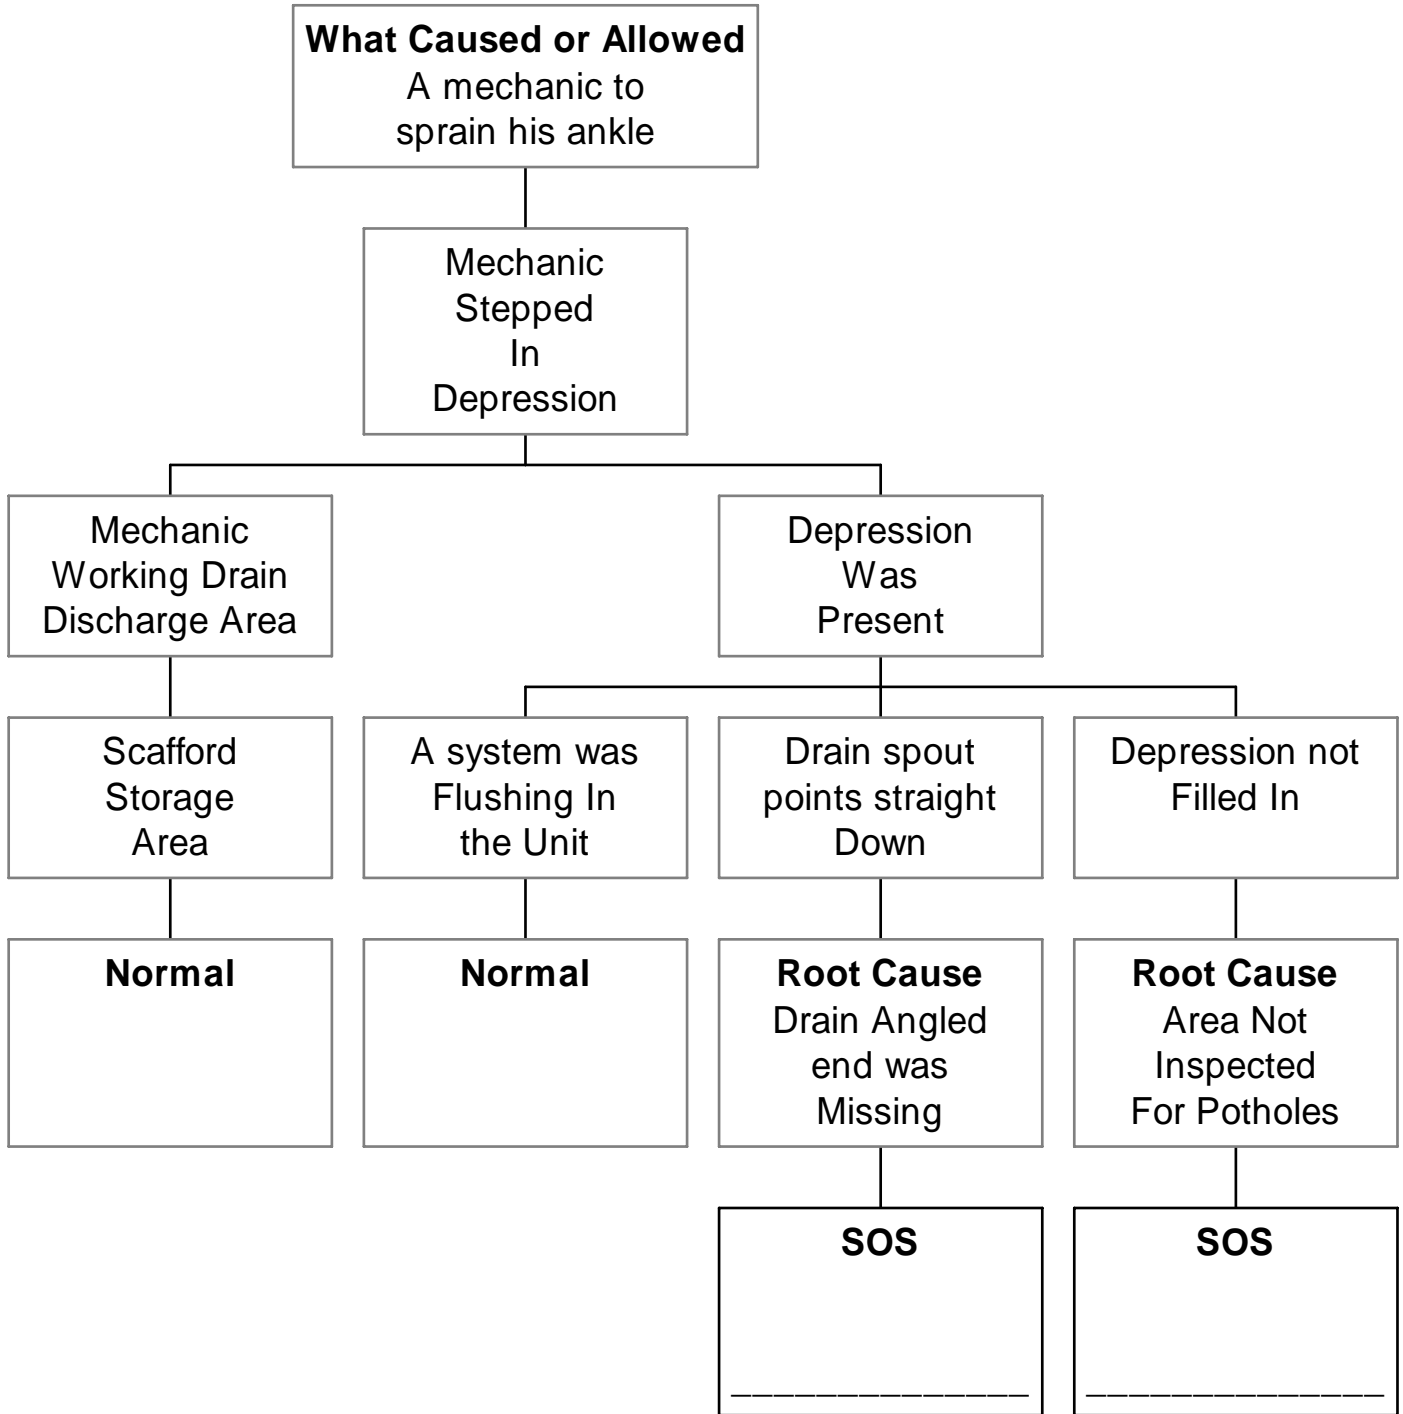 What Caused or Allowed
A mechanic to
sprain his ankle
Mechanic
Stepped
In
Depression
Mechanic
Working Drain
Discharge Area
Depression
Was
Present
Scafford
Storage
Area
A system was
Flushing In
the Unit
Drain spout
points straight
Down
Depression not
Filled In
Normal
Normal
Root Cause
Drain Angled
end was
Missing
Root Cause
Area Not
Inspected
For Potholes
SOS
______________
SOS
______________